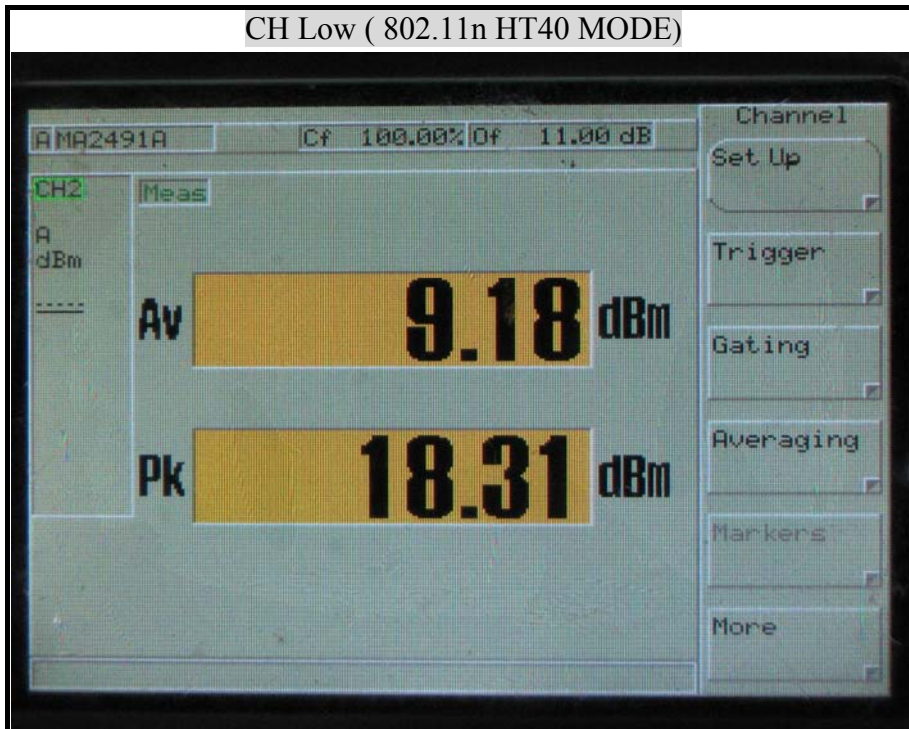 CH Low ( 802.11n HT40 MODE)
A MA2491A Cf 100.00% Of 11.00 dB
CH2
A
dBm
Meas
Av 9.18 dBm
Pk 18.31 dBm
Channel
Set Up
Trigger
Gating
Averaging
Markers
More